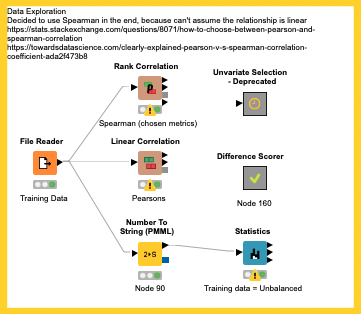 Data Exploration
Decided to use Spearman in the end, because can't assume the relationship is linear
https://stats.stackexchange.com/questions/8071/how-to-choose-between-pearson-and-
spearman-correlation
https://towardsdatascience.com/clearly-explained-pearson-v-s-spearman-correlation-
coefficient-ada2f473b8
Rank Correlation
ρ
Spearman (chosen metrics)
Unvariate Selection
- Deprecated
File Reader
Training Data
Linear Correlation
Pearsons
Difference Scorer
Node 160
Number To
String (PMML)
2▸S
Node 90
Statistics
Training data = Unbalanced